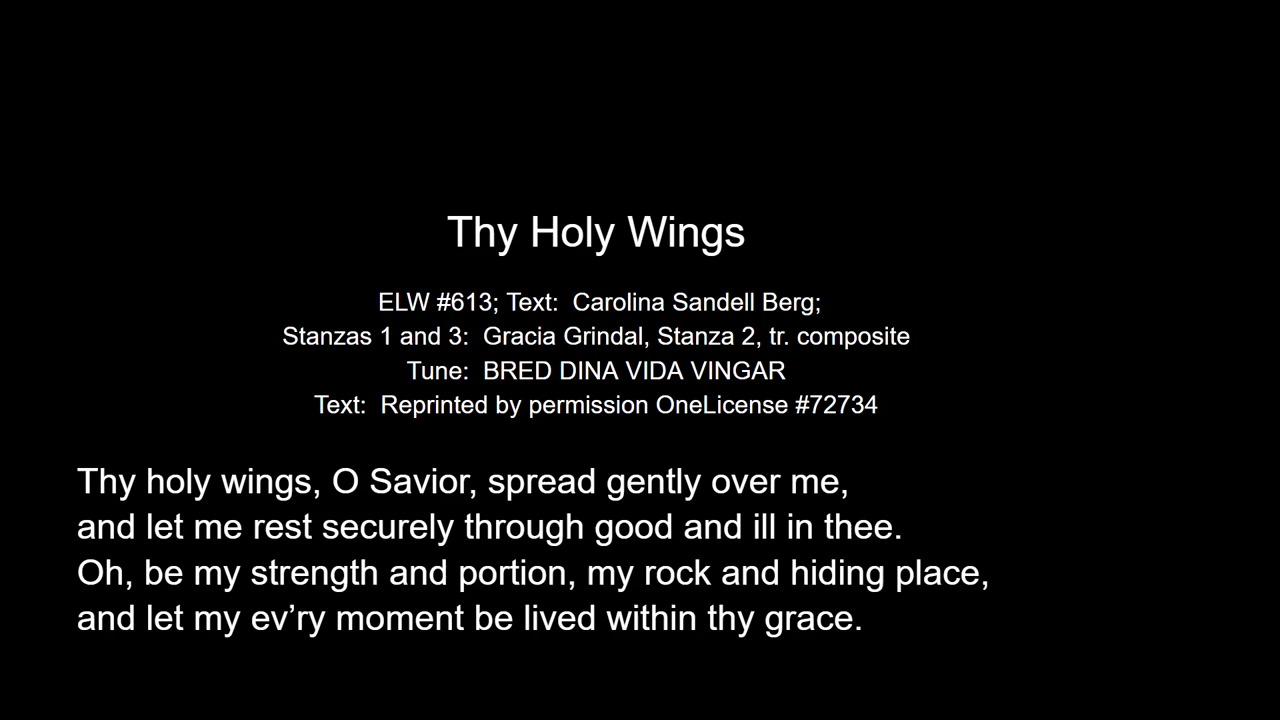 Thy Holy Wings
ELW #613; Text:  Carolina Sandell Berg;
Stanzas 1 and 3:  Gracia Grindal, Stanza 2, tr. composite
Tune:  BRED DINA VIDA VINGAR
Text:  Reprinted by permission OneLicense #72734
Thy holy wings, O Savior, spread gently over me,
and let me rest securely through good and ill in thee.
Oh, be my strength and portion, my rock and hiding place,
and let my ev’ry moment be lived within thy grace.